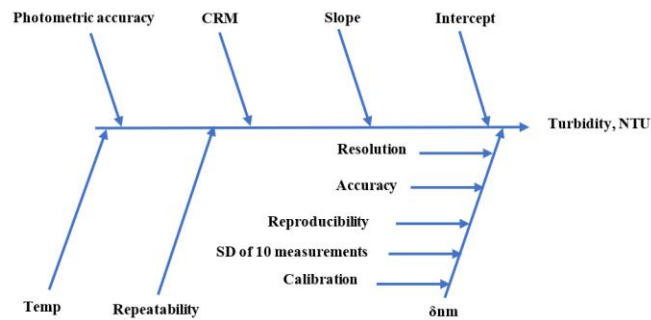 Photometric accuracy
CRM
Slope
Intercept
Turbidity, NTU
Resolution
Accuracy
Reproducibility
SD of 10 measurements
Calibration
Temp
Repeatability
δnm